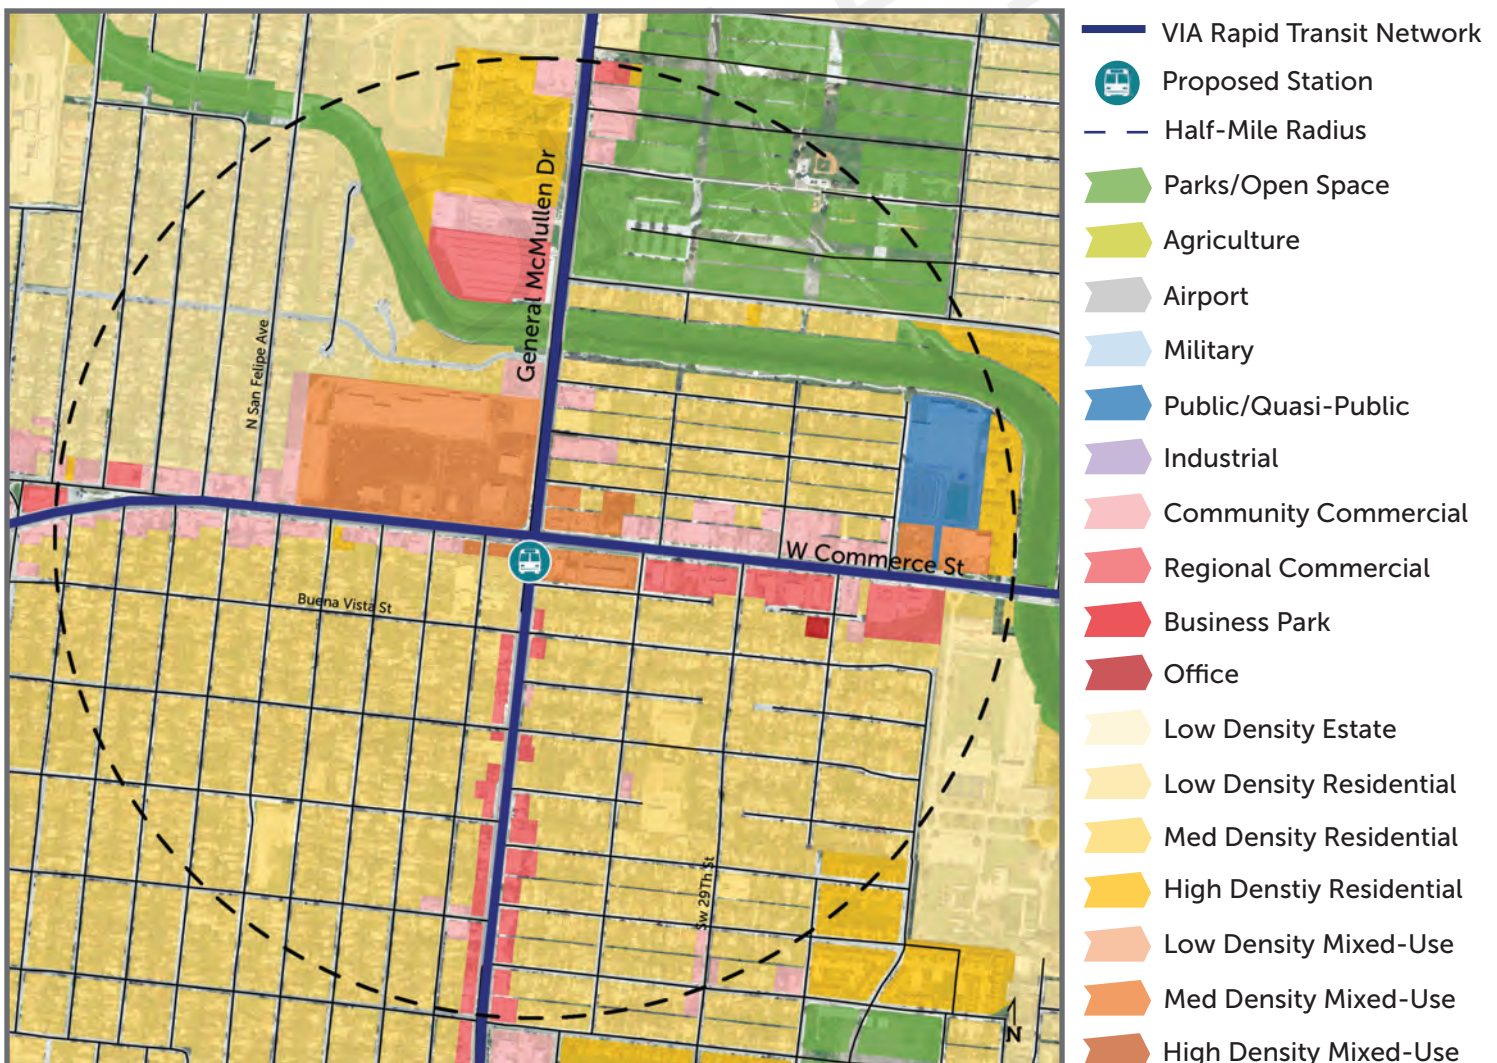 General McMullen Dr
N San Felipe Ave
W Commerce St
Buena Vista St
Sw 29Th St
N
VIA Rapid Transit Network
Proposed Station
Half-Mile Radius
Parks/Open Space
Agriculture
Airport
Military
Public/Quasi-Public
Industrial
Community Commercial
Regional Commercial
Business Park
Office
Low Density Estate
Low Density Residential
Med Density Residential
High Denstiy Residential
Low Density Mixed-Use
Med Density Mixed-Use
High Density Mixed-Use